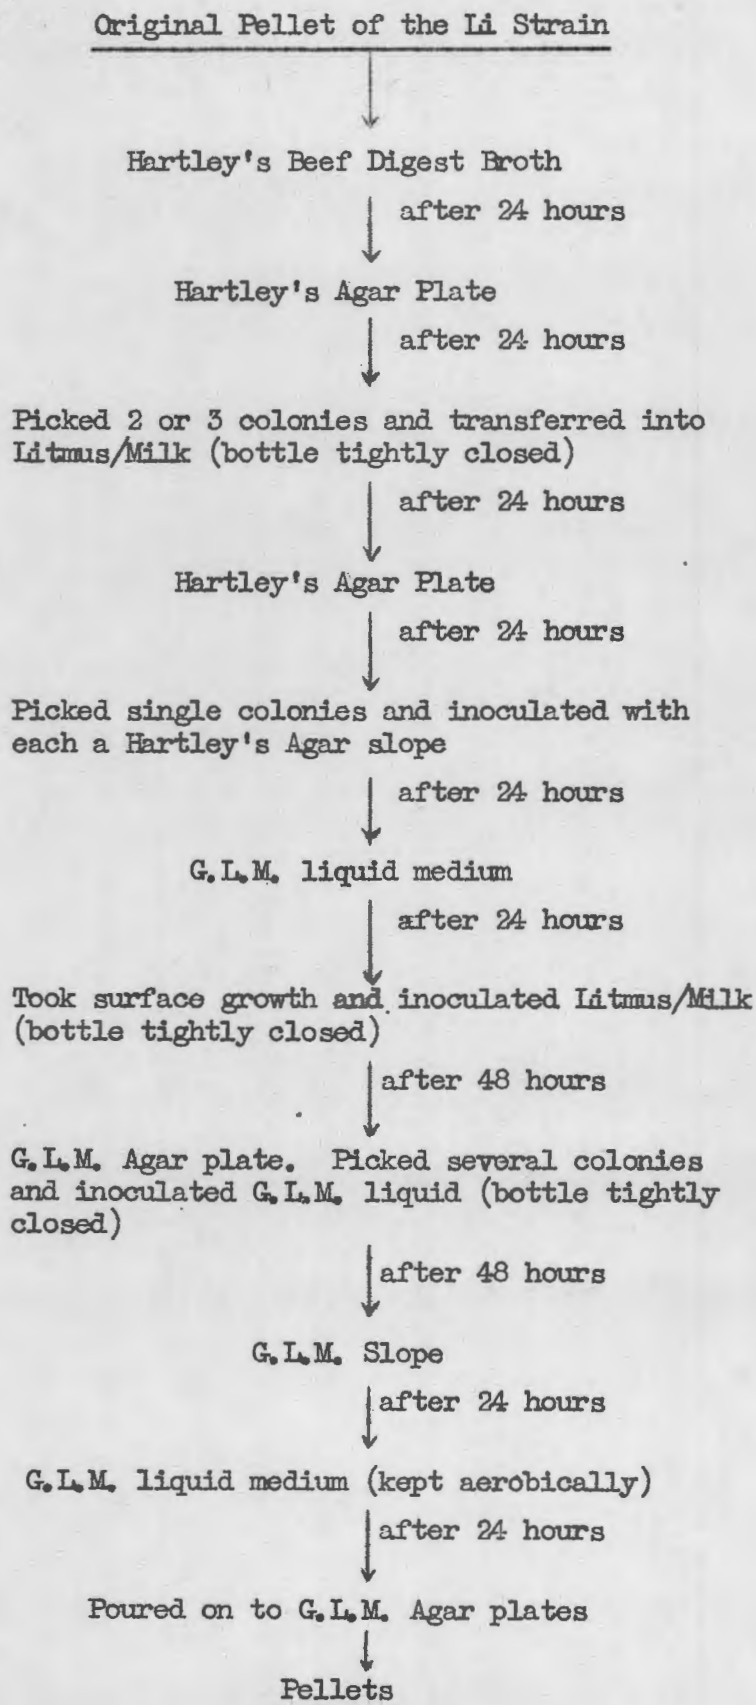 Original Pellet of the Li Strain
Hartley's Beef Digest Broth
after 24 hours
Hartley's Agar Plate
after 24 hours
Picked 2 or 3 colonies and transferred into
Litmus/Milk (bottle tightly closed)
after 24 hours
Hartley's Agar Plate
after 24 hours
Picked single colonies and inoculated with
each a Hartley's Agar slope
after 24 hours
G.L.M. liquid medium
after 24 hours
Took surface growth and inoculated Litmus/Milk
(bottle tightly closed)
after 48 hours
G.L.M. Agar plate. Picked several colonies
and inoculated G.L.M. liquid (bottle tightly
closed)
after 48 hours
G.L.M. Slope
after 24 hours
G.L.M. liquid medium (kept aerobically)
after 24 hours
Poured on to G.L.M. Agar plates
Pellets